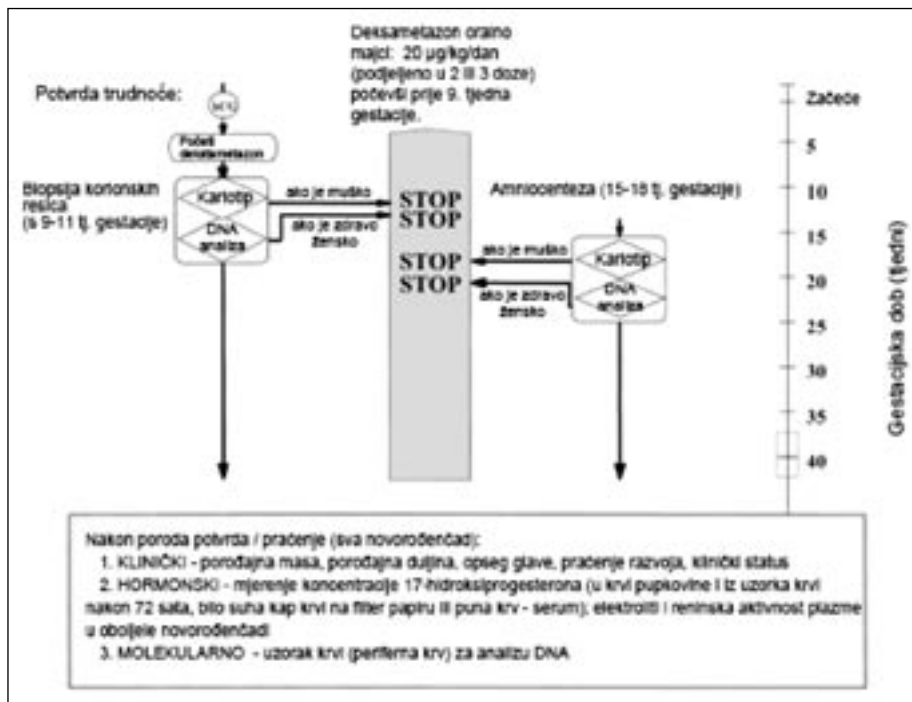 Deksametazon oralno
majci: 20 µg/kg/dan
(podjeljeno u 2 ili 3 doze)
počevši prije 9. tjedna
gestacije.
Potvrda trudnoće:
Početi
deksametazon
Biopsija korionskih
resica
(s 9-11 tj. gestacije)
Kariotip
DNA
analiza
ako je muško
ako je zdravo
žensko
STOP
STOP
STOP
STOP
Amniocenteza (15-18 tj. gestacije)
ako je muško
ako je zdravo
žensko
Kariotip
DNA
analiza
Začeće
5
10
15
20
25
30
35
40
Gestacijska dob (tjedni)
Nakon poroda potvrda / praćenje (sva novorođenčad):
1. KLINIČKI - porođajna masa, porođajna duljina, opseg glave, praćenje razvoja, klinički status
2. HORMONSKI - mjerenje koncentracije 17-hidroksiprogesterona (u krvi pupkovine i iz uzorka krvi
nakon 72 sata, bilo suha kap krvi na filter papiru ili puna krv - serum); elektroliti i reninska aktivnost plazme
u oboljele novorođenčadi
3. MOLEKULARNO - uzorak krvi (periferna krv) za analizu DNA